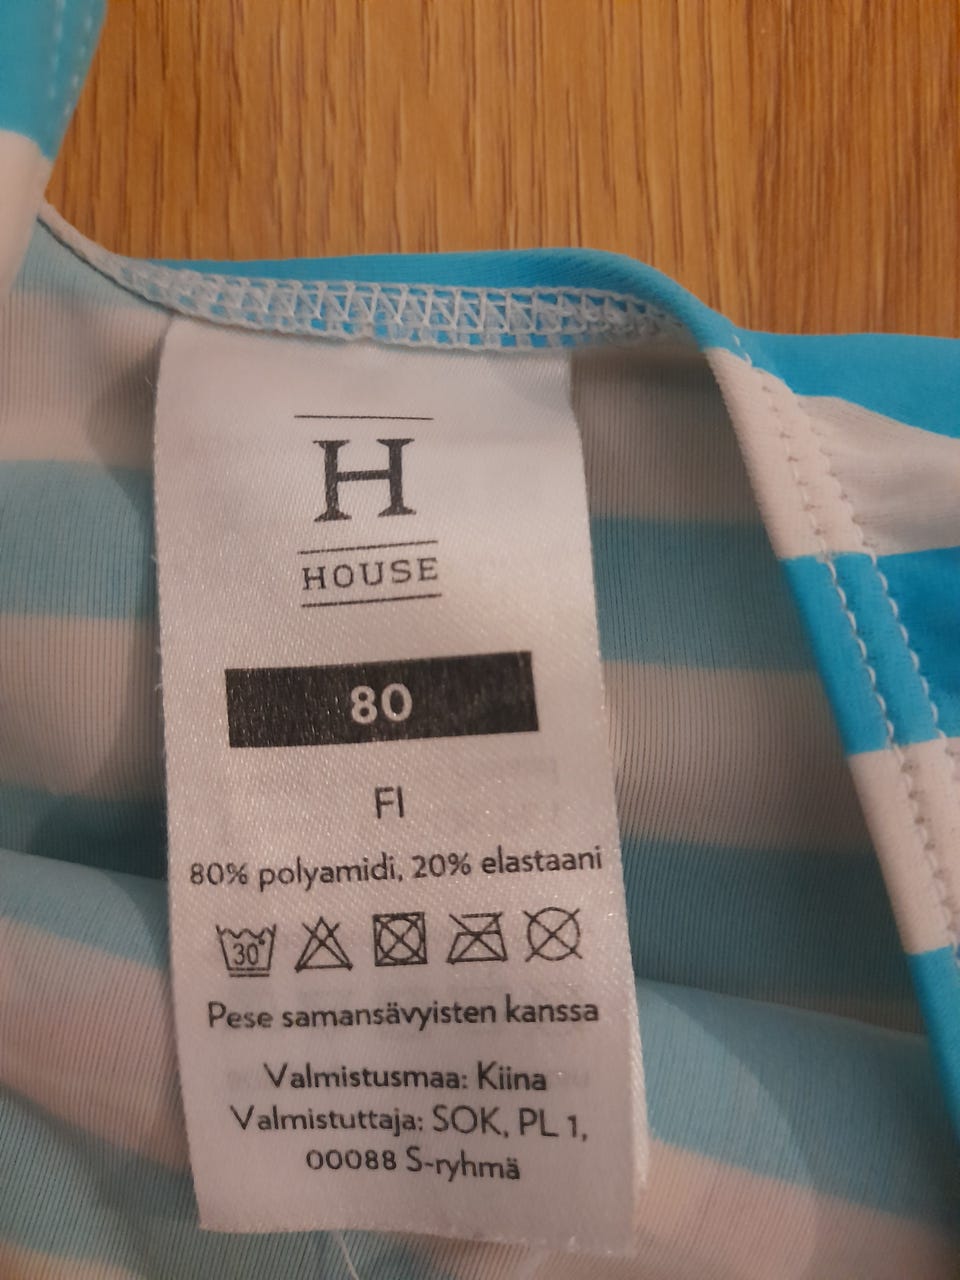 H
HOUSE
80
FI
80% polyamidi, 20% elastaani
30°
Pese samansävyisten kanssa
Valmistusmaa: Kiina
Valmistuttaja: SOK, PL 1,
00088 S-ryhmä